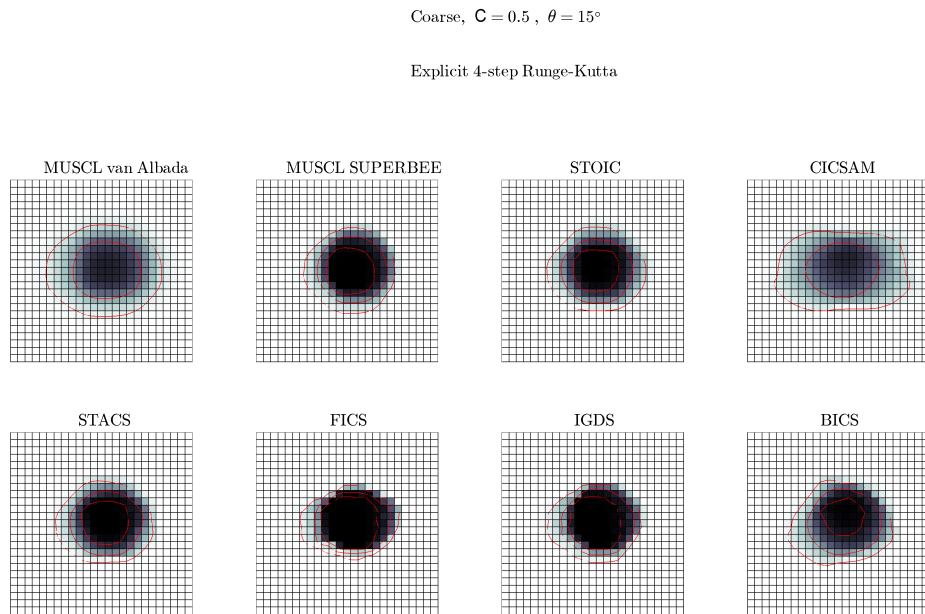 Coarse, C = 0.5 , θ = 15°
Explicit 4-step Runge-Kutta
MUSCL van Albada
MUSCL SUPERBEE
STOIC
CICSAM
STACS
FICS
IGDS
BICS